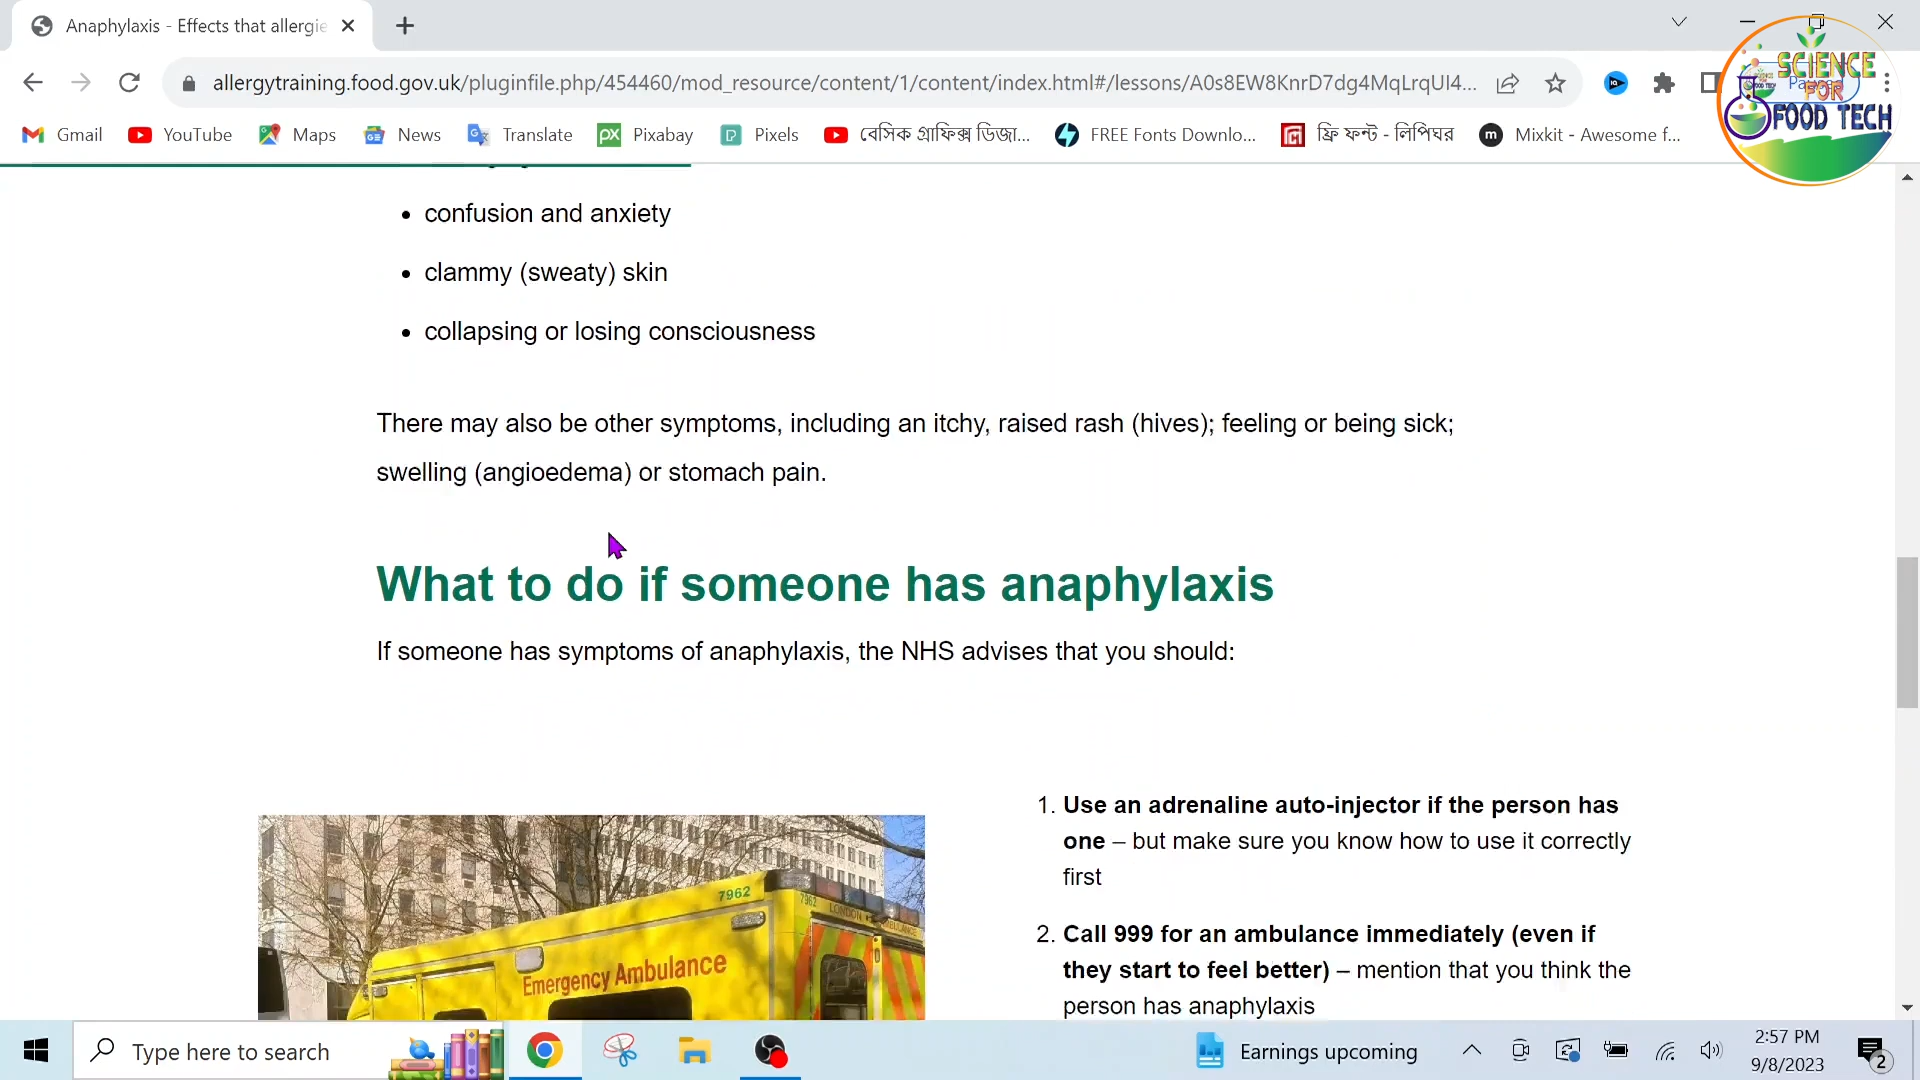 Anaphylaxis - Effects that allergie
allergytraining.food.gov.uk/pluginfile.php/454460/mod_resource/content/1/content/index.html#/lessons/A0s8EW8KnrD7dg4MqLrqUI4...
Gmail YouTube Maps News Translate Pixabay Pixels বেসিক গ্রাফিক্স ডিজা... FREE Fonts Downlo... ফ্রি ফন্ট - লিপিঘর Mixkit - Awesome f...
SCIENCE
FOR
FOOD TECH
confusion and anxiety
clammy (sweaty) skin
collapsing or losing consciousness
There may also be other symptoms, including an itchy, raised rash (hives); feeling or being sick;
swelling (angioedema) or stomach pain.
What to do if someone has anaphylaxis
If someone has symptoms of anaphylaxis, the NHS advises that you should:
1. Use an adrenaline auto-injector if the person has
one – but make sure you know how to use it correctly
first
2. Call 999 for an ambulance immediately (even if
they start to feel better) – mention that you think the
person has anaphylaxis
7962
7962
LONDON AMBULANCE
Emergency Ambulance
Type here to search
Earnings upcoming
2:57 PM
9/8/2023
2